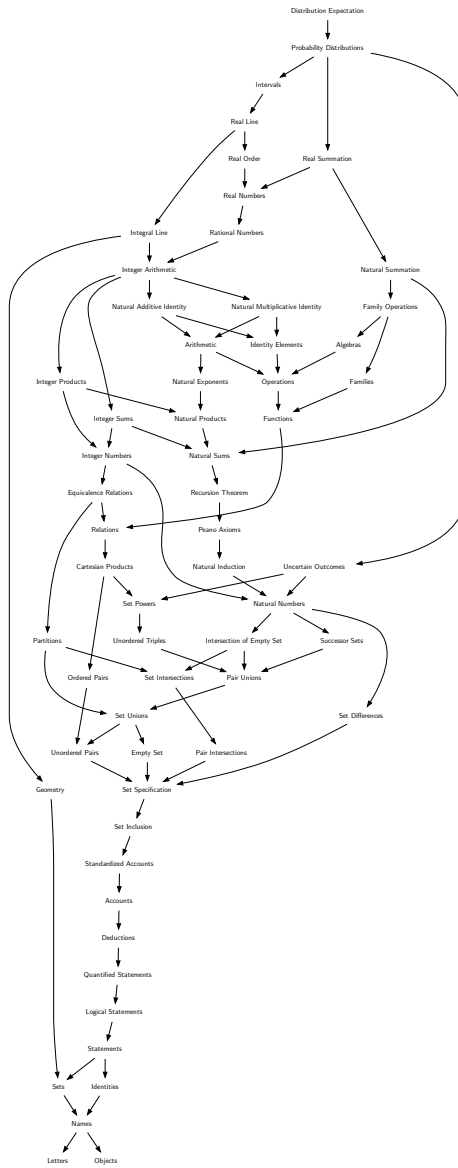 Distribution Expectation
Probability Distributions
Intervals
Real Line
Real Order
Real Summation
Real Numbers
Integral Line
Rational Numbers
Integer Arithmetic
Natural Summation
Natural Additive Identity
Natural Multiplicative Identity
Family Operations
Arithmetic
Identity Elements
Algebras
Integer Products
Natural Exponents
Operations
Families
Integer Sums
Natural Products
Functions
Integer Numbers
Natural Sums
Equivalence Relations
Recursion Theorem
Relations
Peano Axioms
Cartesian Products
Natural Induction
Uncertain Outcomes
Set Powers
Natural Numbers
Partitions
Unordered Triples
Intersection of Empty Set
Successor Sets
Ordered Pairs
Set Intersections
Pair Unions
Set Unions
Set Differences
Unordered Pairs
Empty Set
Pair Intersections
Geometry
Set Specification
Set Inclusion
Standardized Accounts
Accounts
Deductions
Quantified Statements
Logical Statements
Statements
Sets
Identities
Names
Letters
Objects